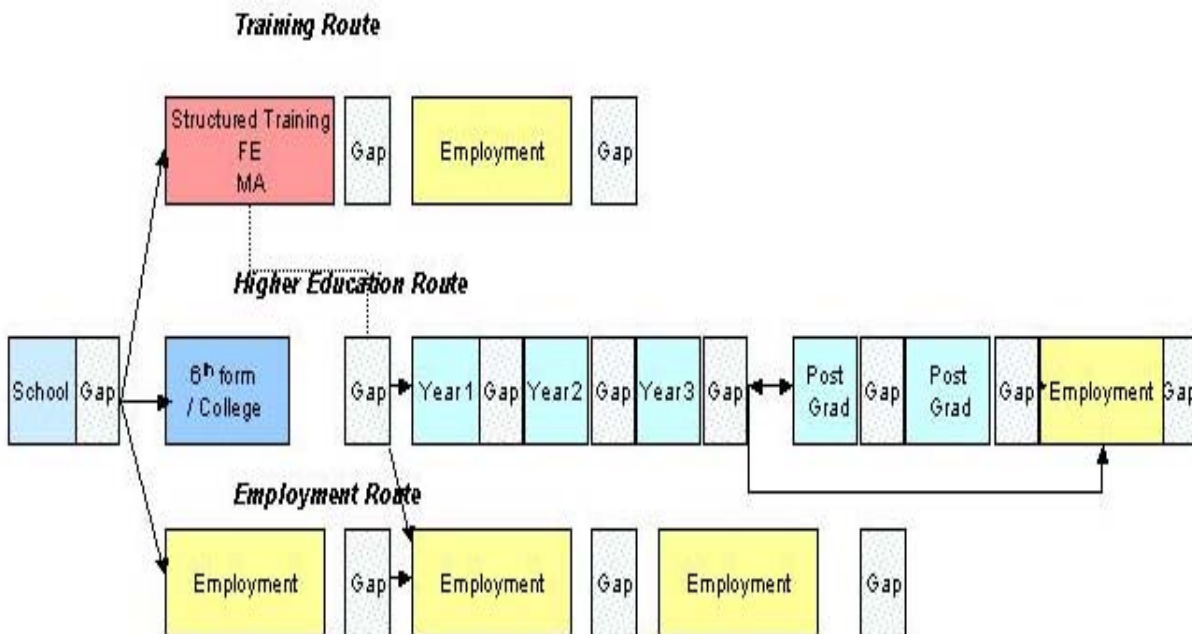 Training Route
Structured Training
FE
MA
Gap
Employment
Gap
Higher Education Route
School
Gap
6th form
/ College
Gap
Year1
Gap
Year2
Gap
Year3
Gap
Post
Grad
Gap
Post
Grad
Gap
Employment
Gap
Employment Route
Employment
Gap
Employment
Gap
Employment
Gap